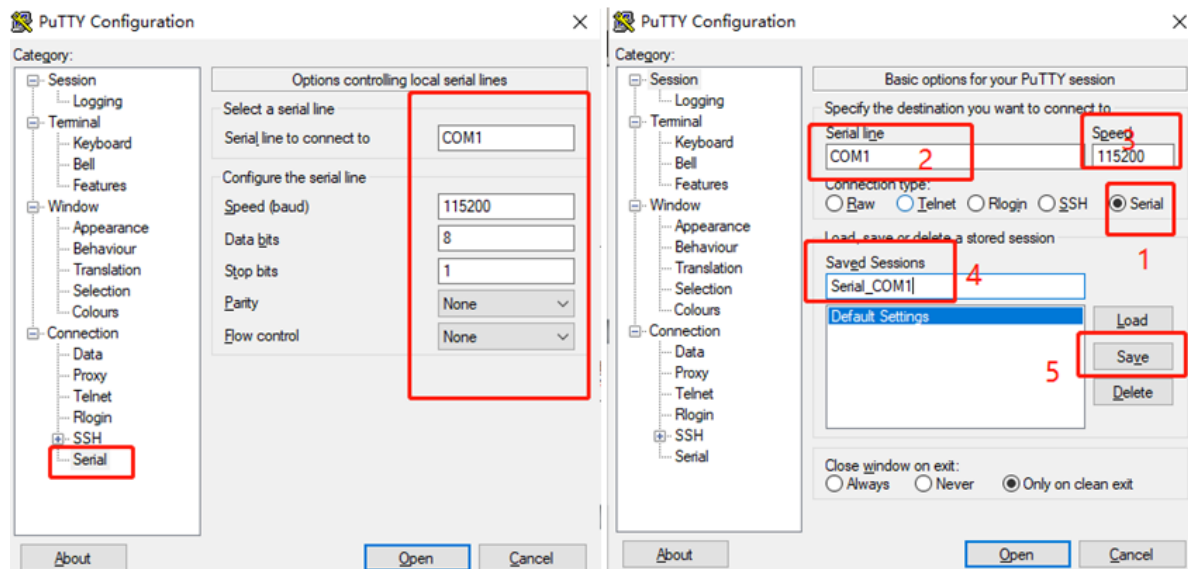 PuTTY Configuration
Category:
Session
Logging
Terminal
Keyboard
Bell
Features
Window
Appearance
Behaviour
Translation
Selection
Colours
Connection
Data
Proxy
Telnet
Rlogin
SSH
Serial
Options controlling local serial lines
Select a serial line
Serial line to connect to COM1
Configure the serial line
Speed (baud) 115200
Data bits 8
Stop bits 1
Parity None
Flow control None
About Open Cancel
PuTTY Configuration
Category:
Session
Logging
Terminal
Keyboard
Bell
Features
Window
Appearance
Behaviour
Translation
Selection
Colours
Connection
Data
Proxy
Telnet
Rlogin
SSH
Serial
Basic options for your PuTTY session
Specify the destination you want to connect to
Serial line Speed
COM1 2 115200 3
Connection type:
Raw Telnet Rlogin SSH Serial
1
Load, save or delete a stored session
Saved Sessions 4
Serial_COM1
Default Settings
Load
Save 5
Delete
Close window on exit:
Always Never Only on clean exit
About Open Cancel